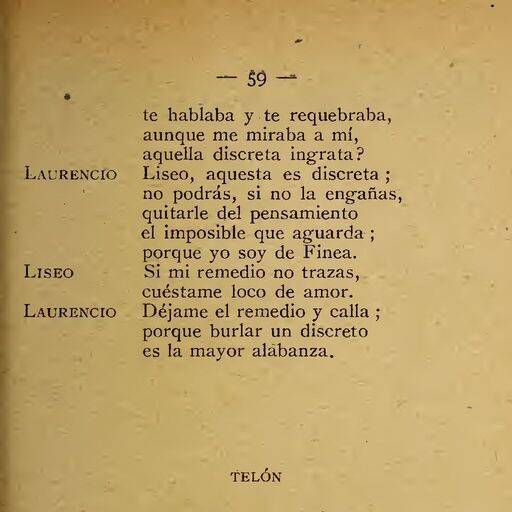 — 59 —
te hablaba y te requebraba,
aunque me miraba a mí,
aquella discreta ingrata?
LAURENCIO Liseo, aquesta es discreta ;
no podrás, si no la engañas,
quitarle del pensamiento
el imposible que aguarda ;
porque yo soy de Finea.
LISEO Si mi remedio no trazas,
cuéstame loco de amor.
LAURENCIO Déjame el remedio y calla ;
porque burlar un discreto
es la mayor alabanza.
TELÓN